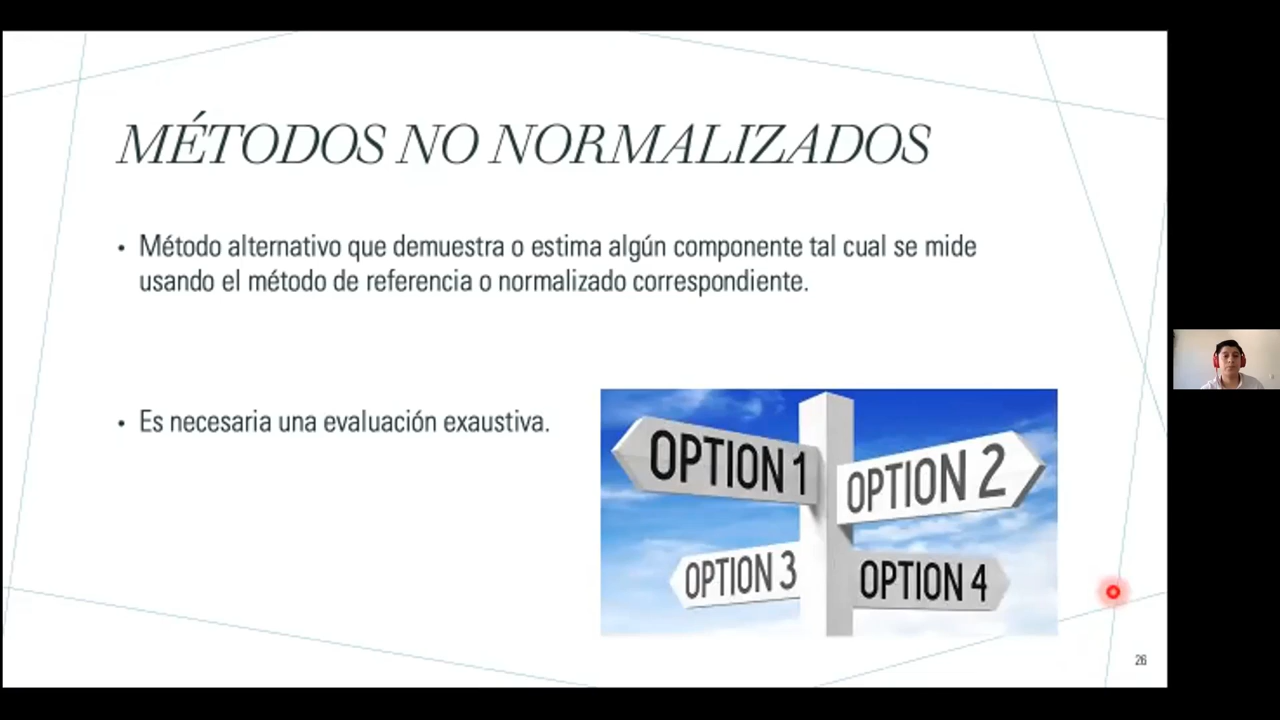 MÉTODOS NO NORMALIZADOS
• Método alternativo que demuestra o estima algún componente tal cual se mide
usando el método de referencia o normalizado correspondiente.
• Es necesaria una evaluación exaustiva.
OPTION 1
OPTION 2
OPTION 3
OPTION 4
26